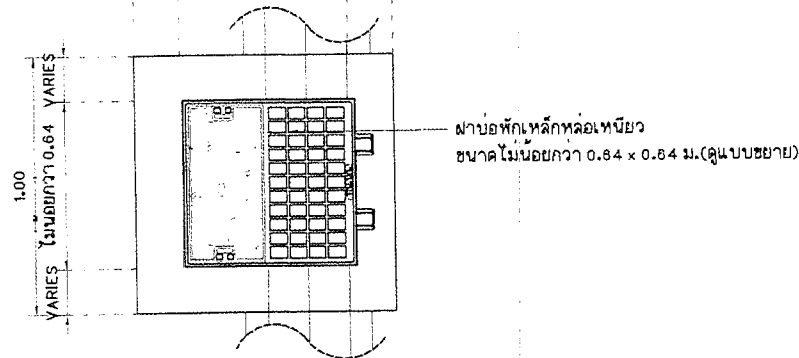 VARIES
1.00
ไม่น้อยกว่า 0.64
VARIES
ฝาบ่อพักเหล็กหล่อเหนียว
ขนาดไม่น้อยกว่า 0.64 x 0.64 ม.(ดูแบบขยาย)